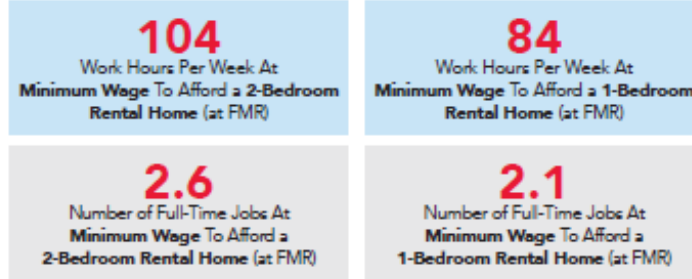 104
Work Hours Per Week At
Minimum Wage To Afford a 2-Bedroom
Rental Home (at FMR)
84
Work Hours Per Week At
Minimum Wage To Afford a 1-Bedroom
Rental Home (at FMR)
2.6
Number of Full-Time Jobs At
Minimum Wage To Afford a
2-Bedroom Rental Home (at FMR)
2.1
Number of Full-Time Jobs At
Minimum Wage To Afford a
1-Bedroom Rental Home (at FMR)